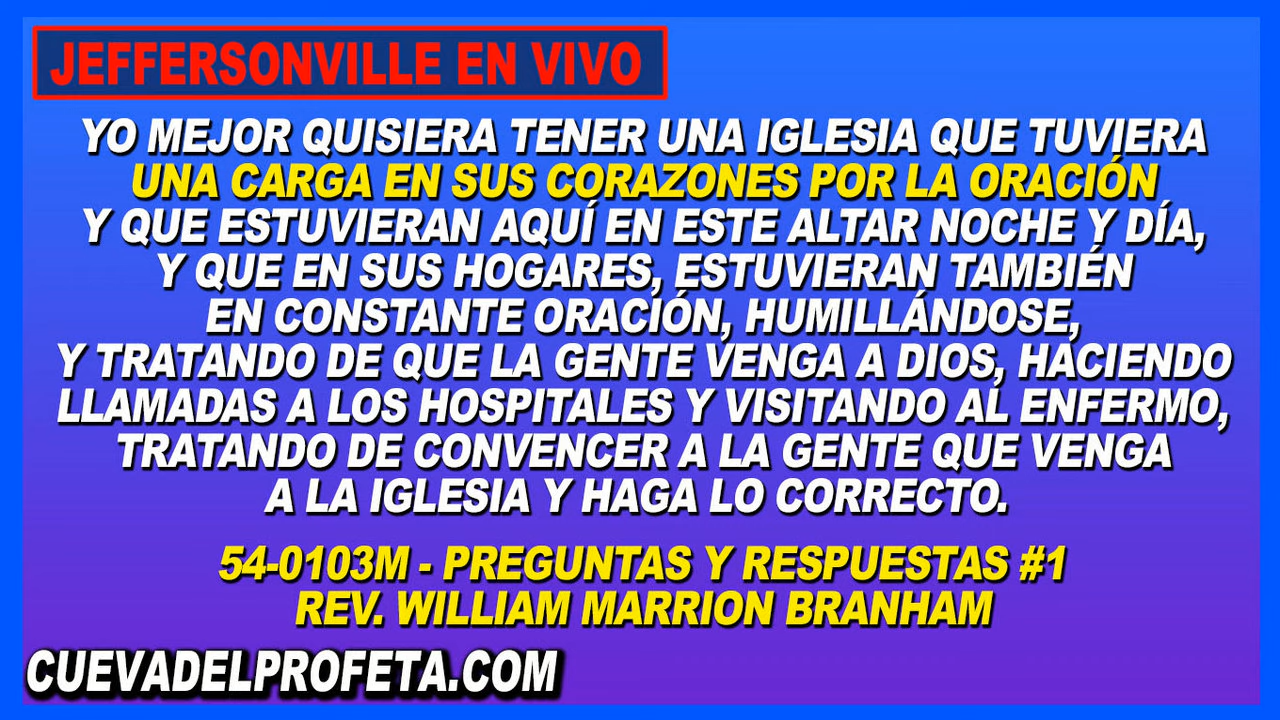 JEFFERSONVILLE EN VIVO
YO MEJOR QUISIERA TENER UNA IGLESIA QUE TUVIERA
UNA CARGA EN SUS CORAZONES POR LA ORACIÓN
Y QUE ESTUVIERAN AQUÍ EN ESTE ALTAR NOCHE Y DÍA,
Y QUE EN SUS HOGARES, ESTUVIERAN TAMBIÉN
EN CONSTANTE ORACIÓN, HUMILLÁNDOSE,
Y TRATANDO DE QUE LA GENTE VENGA A DIOS, HACIENDO
LLAMADAS A LOS HOSPITALES Y VISITANDO AL ENFERMO,
TRATANDO DE CONVENCER A LA GENTE QUE VENGA
A LA IGLESIA Y HAGA LO CORRECTO.
54-0103M - PREGUNTAS Y RESPUESTAS #1
REV. WILLIAM MARRION BRANHAM
CUEVADELPROFETA.COM